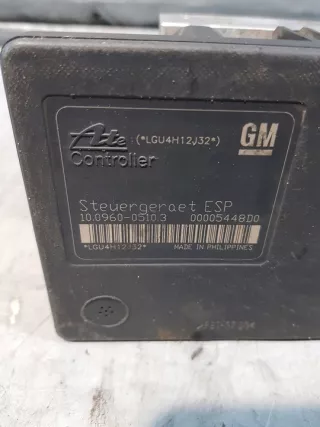 Ate (*LGU4H12J32*)
GM
Controller
Steuergeraet ESP
10.0960-0510.3 00005448D0
*LGU4H12J32* MADE IN PHILIPPINES